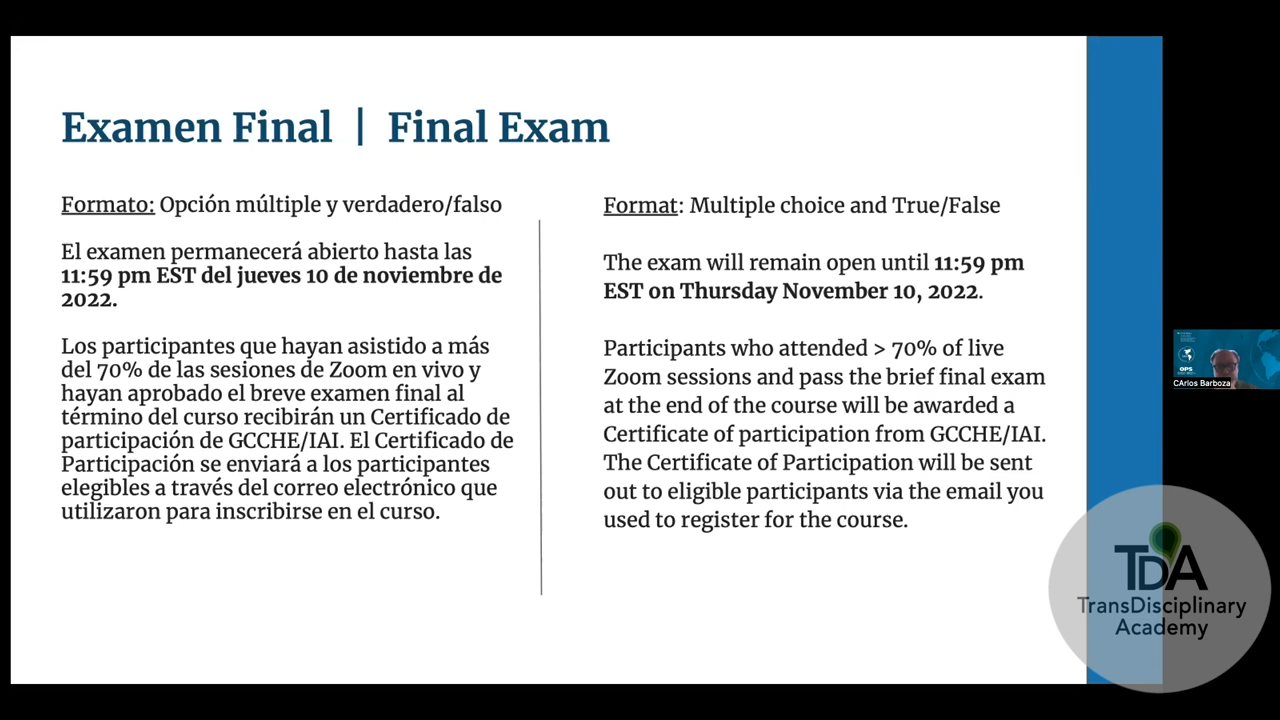 Examen Final | Final Exam
Formato: Opción múltiple y verdadero/falso
El examen permanecerá abierto hasta las
11:59 pm EST del jueves 10 de noviembre de
2022.
Los participantes que hayan asistido a más
del 70% de las sesiones de Zoom en vivo y
hayan aprobado el breve examen final al
término del curso recibirán un Certificado de
participación de GCCHE/IAI. El Certificado de
Participación se enviará a los participantes
elegibles a través del correo electrónico que
utilizaron para inscribirse en el curso.
Format: Multiple choice and True/False
The exam will remain open until 11:59 pm
EST on Thursday November 10, 2022.
Participants who attended > 70% of live
Zoom sessions and pass the brief final exam
at the end of the course will be awarded a
Certificate of participation from GCCHE/IAI.
The Certificate of Participation will be sent
out to eligible participants via the email you
used to register for the course.
OPS
CArlos Barboza
TDA
TransDisciplinary
Academy